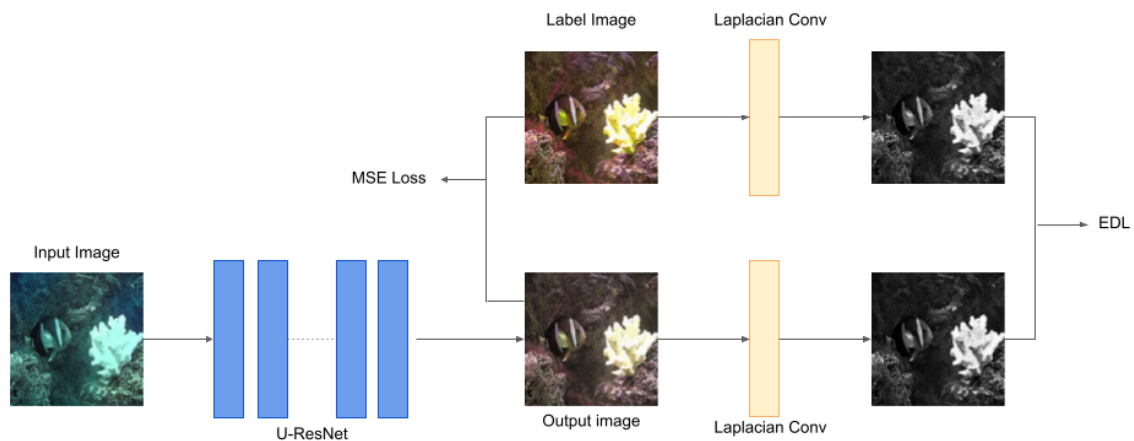 Label Image
Laplacian Conv
MSE Loss
EDL
Input Image
U-ResNet
Output image
Laplacian Conv